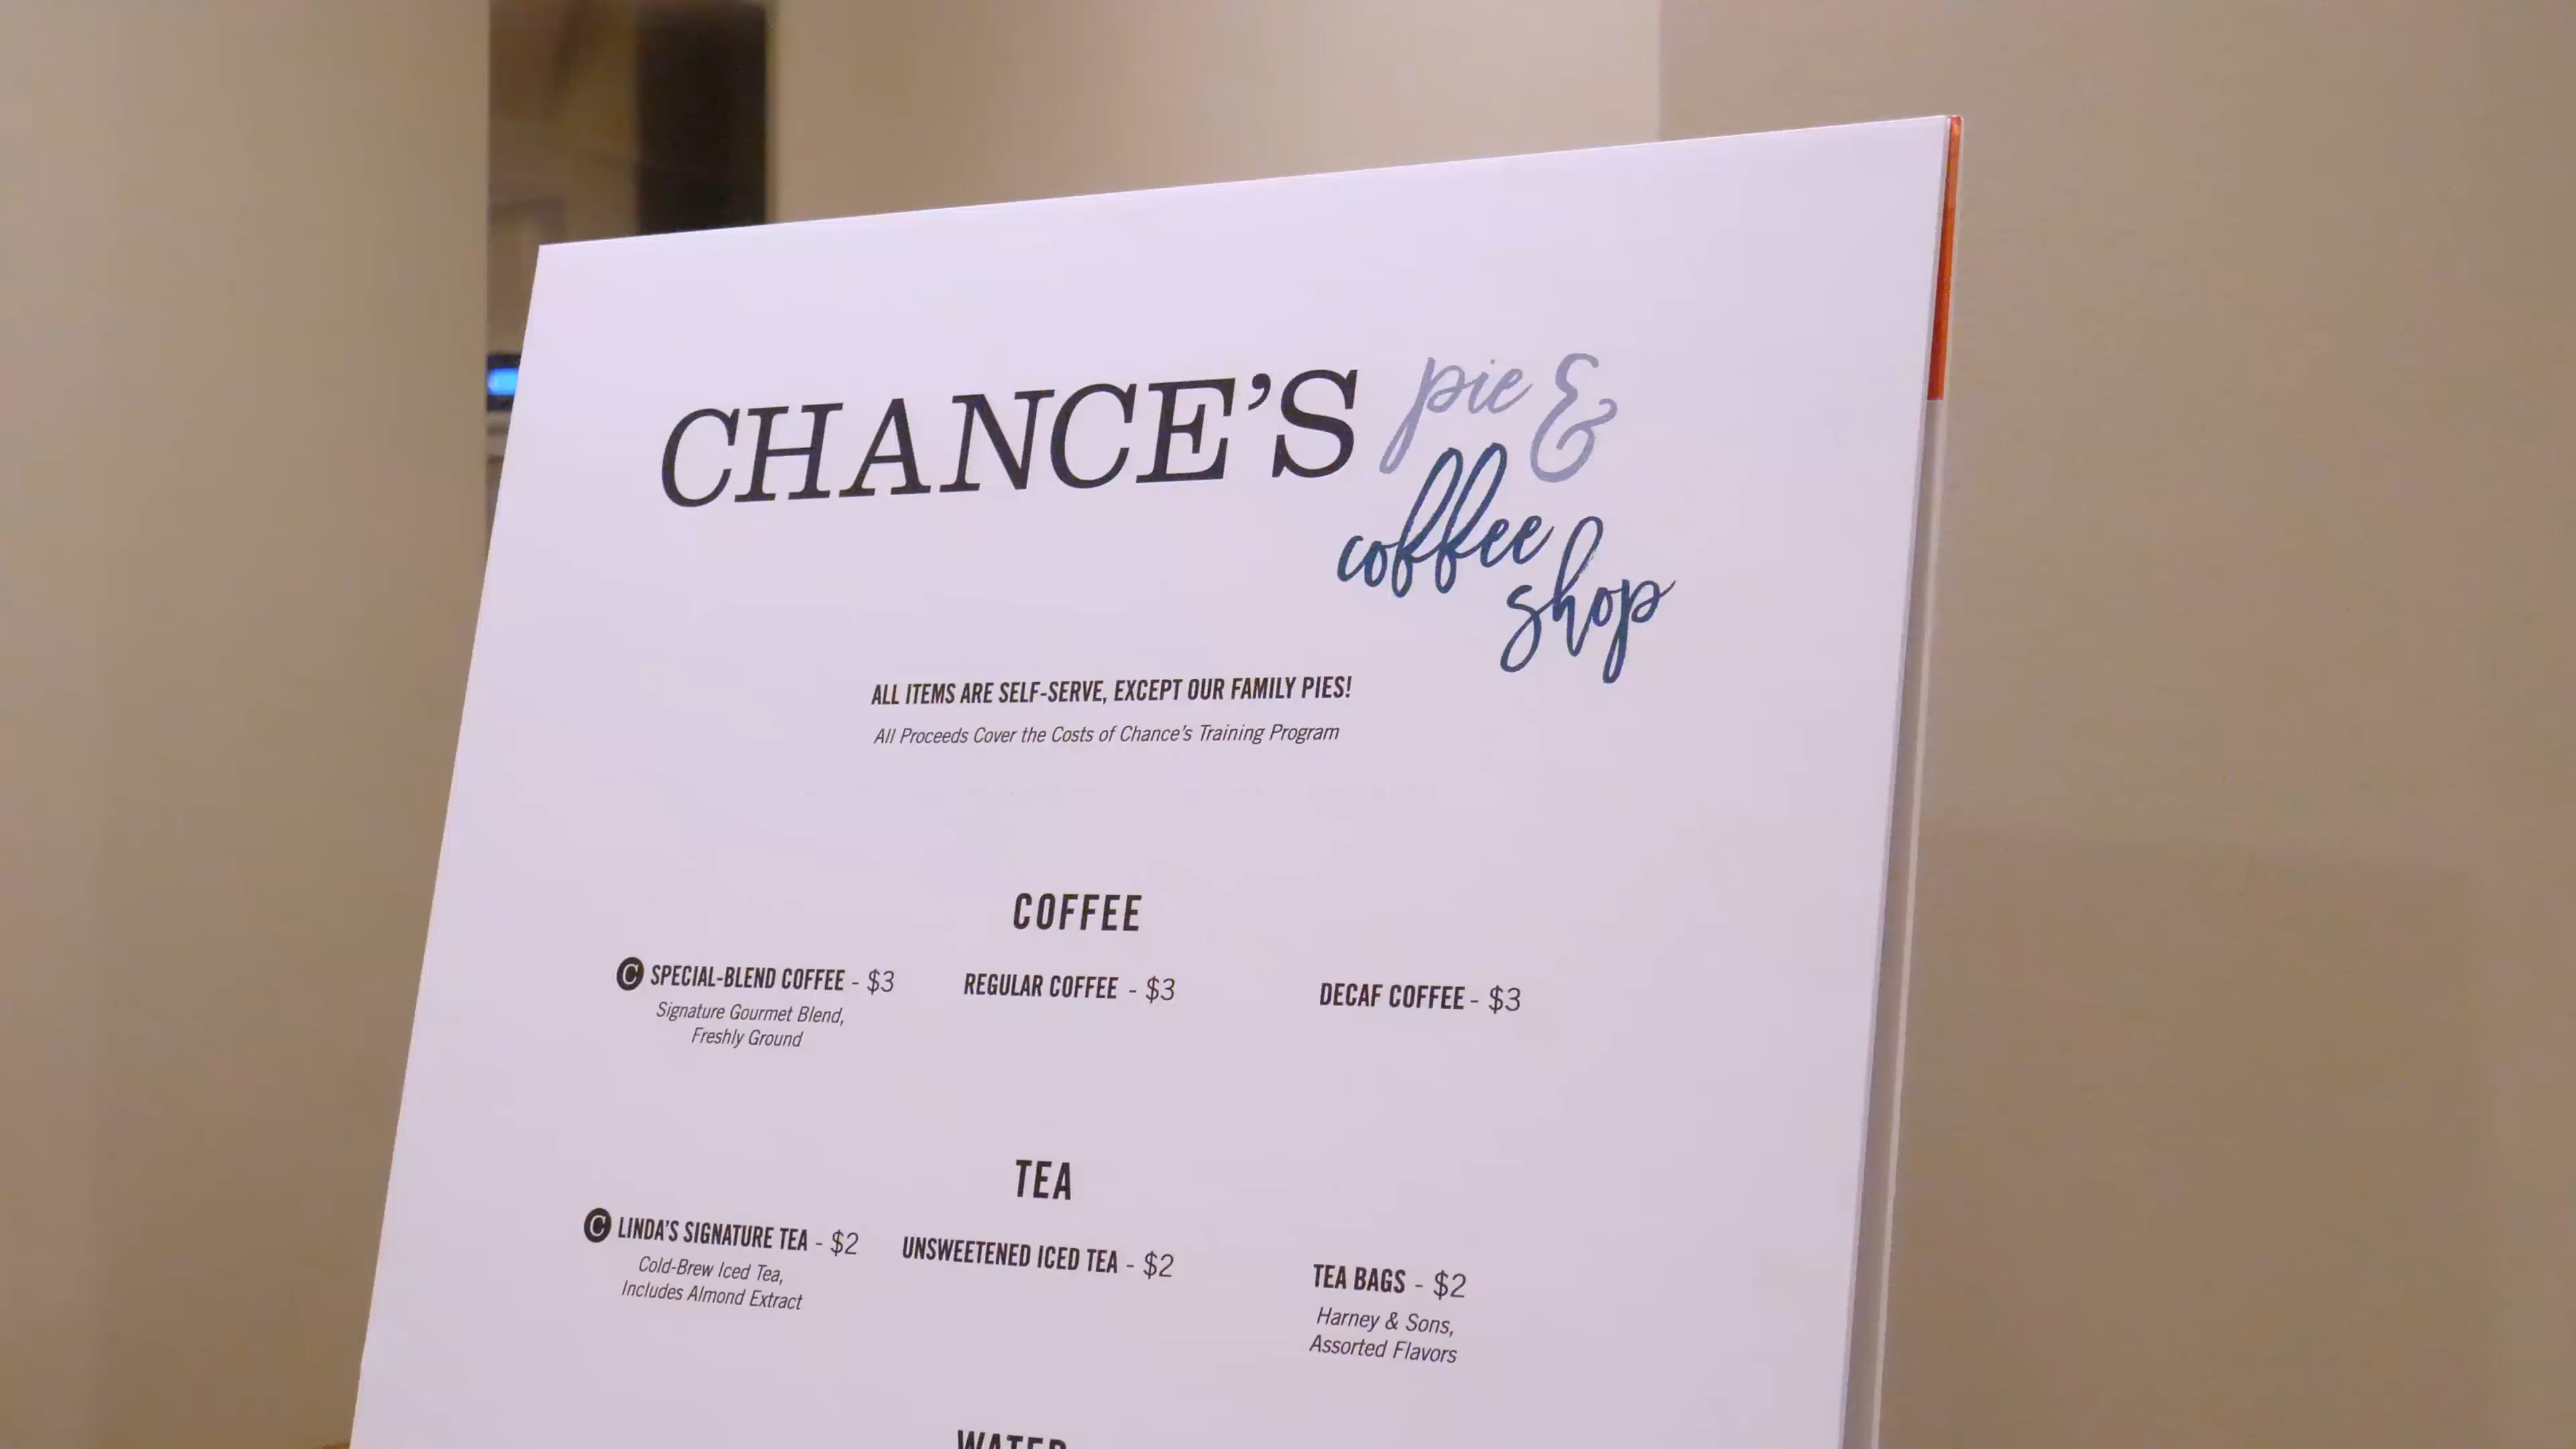 CHANCE'S pie &
coffee
shop
ALL ITEMS ARE SELF-SERVE, EXCEPT OUR FAMILY PIES!
All Proceeds Cover the Costs of Chance's Training Program
COFFEE
C SPECIAL-BLEND COFFEE - $3
Signature Gourmet Blend,
Freshly Ground
REGULAR COFFEE - $3
DECAF COFFEE - $3
TEA
C LINDA'S SIGNATURE TEA - $2
Cold-Brew Iced Tea,
Includes Almond Extract
UNSWEETENED ICED TEA - $2
TEA BAGS - $2
Harney & Sons,
Assorted Flavors
WATER